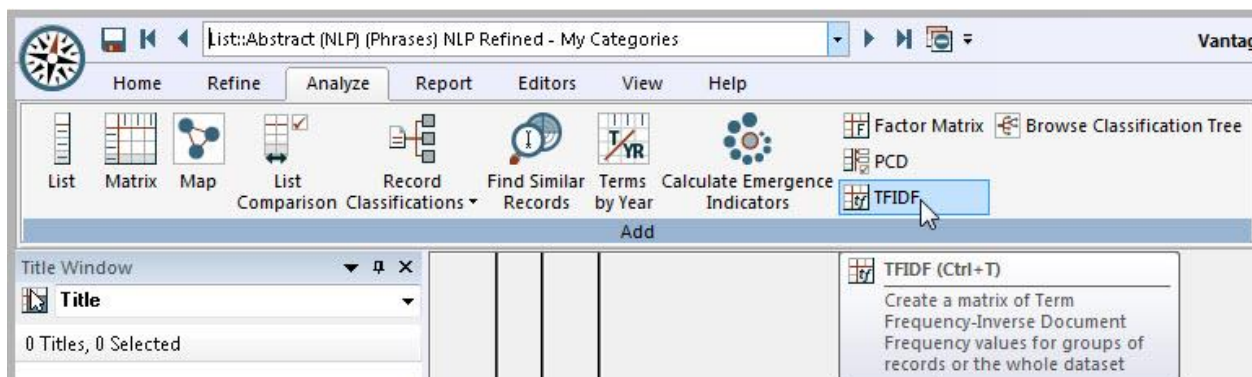 List::Abstract (NLP) (Phrases) NLP Refined - My Categories
Home Refine Analyze Report Editors View Help
List
Matrix
Map
List
Comparison
Record
Classifications
Find Similar
Records
Terms
by Year
T/YR
Calculate Emergence
Indicators
F Factor Matrix
Browse Classification Tree
PCD
tf TFIDF
Add
Title Window
Title
0 Titles, 0 Selected
tf TFIDF (Ctrl+T)
Create a matrix of Term
Frequency-Inverse Document
Frequency values for groups of
records or the whole dataset